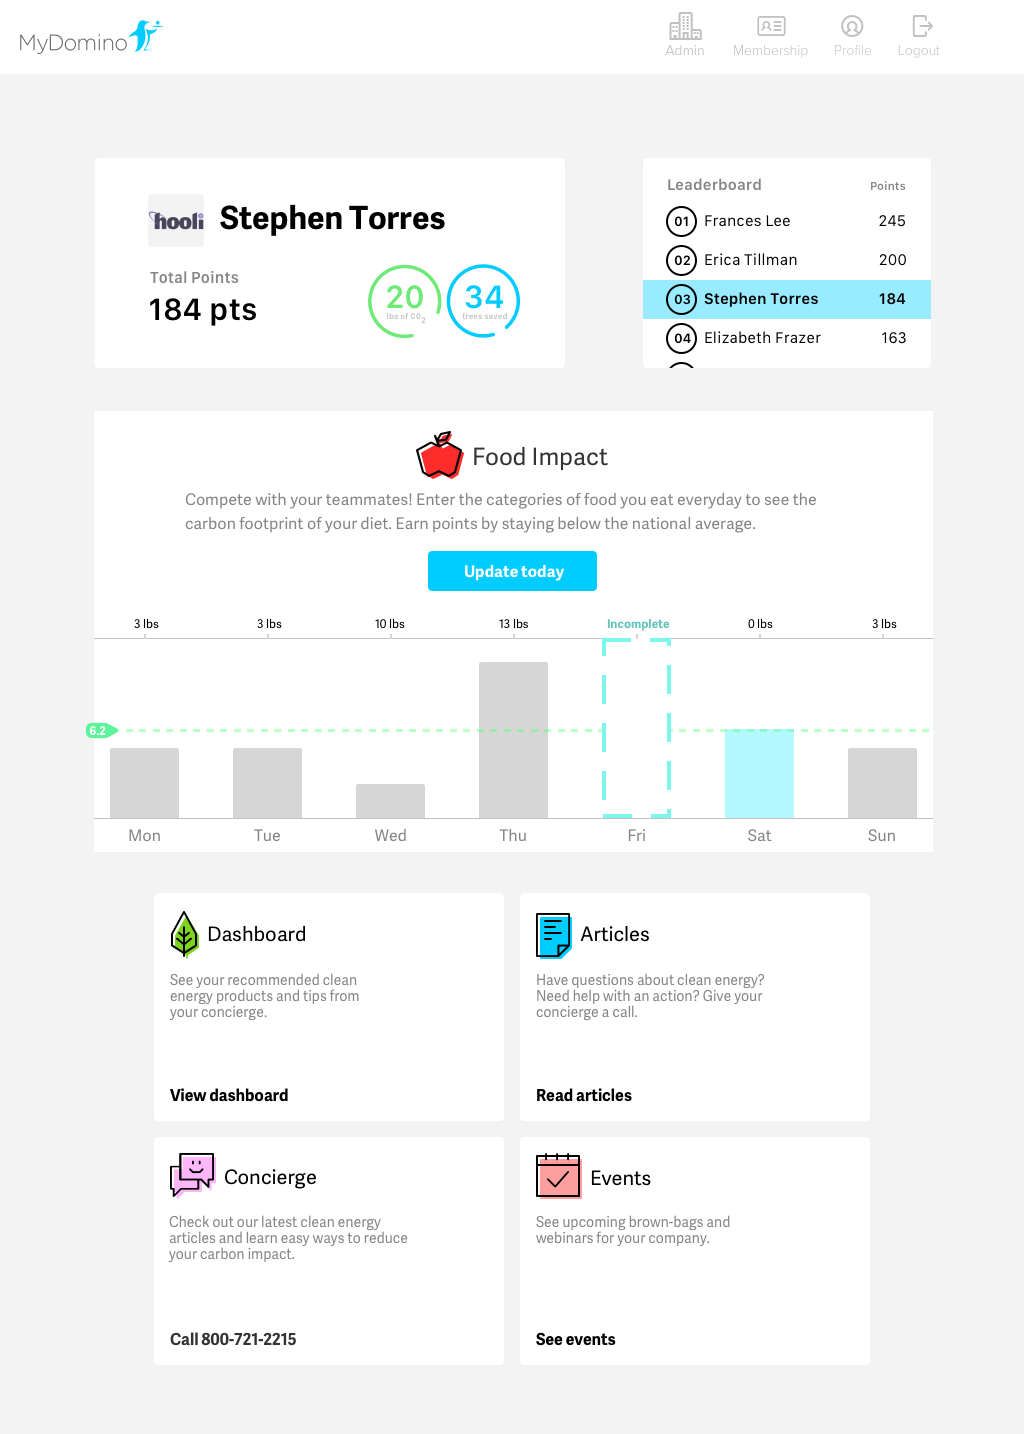 MyDomino
Admin
Membership
Profile
Logout
hooli
Stephen Torres
Total Points
184 pts
20
lbs of CO2
34
trees saved
Leaderboard Points
01 Frances Lee 245
02 Erica Tillman 200
03 Stephen Torres 184
04 Elizabeth Frazer 163
Food Impact
Compete with your teammates! Enter the categories of food you eat everyday to see the
carbon footprint of your diet. Earn points by staying below the national average.
Update today
3 lbs 3 lbs 10 lbs 13 lbs Incomplete 0 lbs 3 lbs
6.2
Mon Tue Wed Thu Fri Sat Sun
Dashboard
See your recommended clean
energy products and tips from
your concierge.
View dashboard
Articles
Have questions about clean energy?
Need help with an action? Give your
concierge a call.
Read articles
Concierge
Check out our latest clean energy
articles and learn easy ways to reduce
your carbon impact.
Call 800-721-2215
Events
See upcoming brown-bags and
webinars for your company.
See events